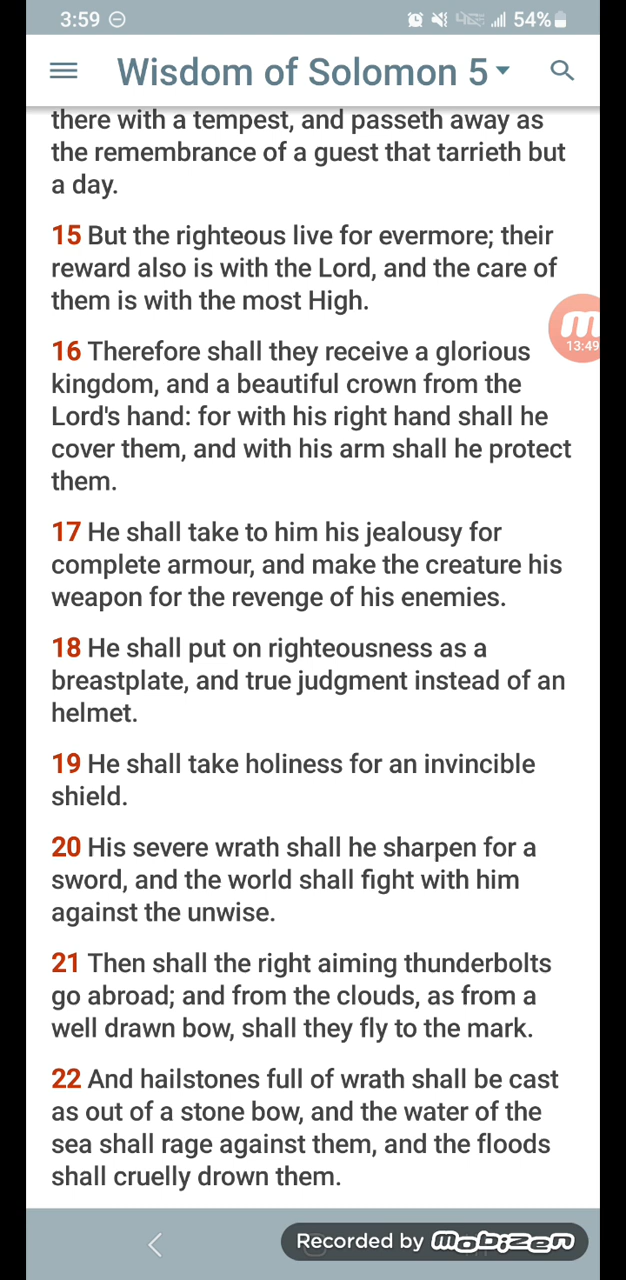 3:59
54%
Wisdom of Solomon 5
there with a tempest, and passeth away as
the remembrance of a guest that tarrieth but
a day.
15 But the righteous live for evermore; their
reward also is with the Lord, and the care of
them is with the most High.
16 Therefore shall they receive a glorious
kingdom, and a beautiful crown from the
Lord's hand: for with his right hand shall he
cover them, and with his arm shall he protect
them.
m
13:49
17 He shall take to him his jealousy for
complete armour, and make the creature his
weapon for the revenge of his enemies.
18 He shall put on righteousness as a
breastplate, and true judgment instead of an
helmet.
19 He shall take holiness for an invincible
shield.
20 His severe wrath shall he sharpen for a
sword, and the world shall fight with him
against the unwise.
21 Then shall the right aiming thunderbolts
go abroad; and from the clouds, as from a
well drawn bow, shall they fly to the mark.
22 And hailstones full of wrath shall be cast
as out of a stone bow, and the water of the
sea shall rage against them, and the floods
shall cruelly drown them.
Recorded by mobizen